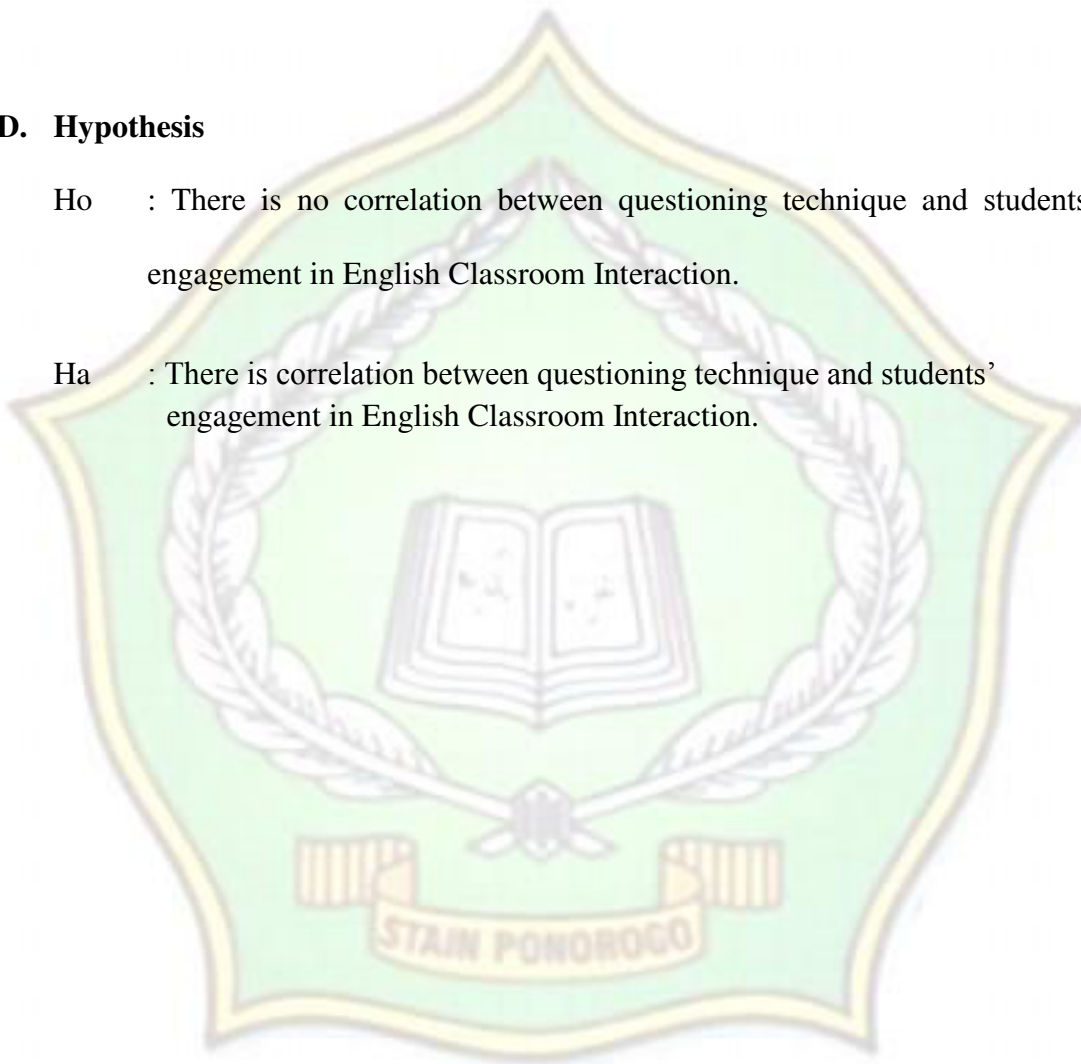 D. Hypothesis
Ho : There is no correlation between questioning technique and students
engagement in English Classroom Interaction.
Ha : There is correlation between questioning technique and students’
engagement in English Classroom Interaction.
STAIN PONOROGO